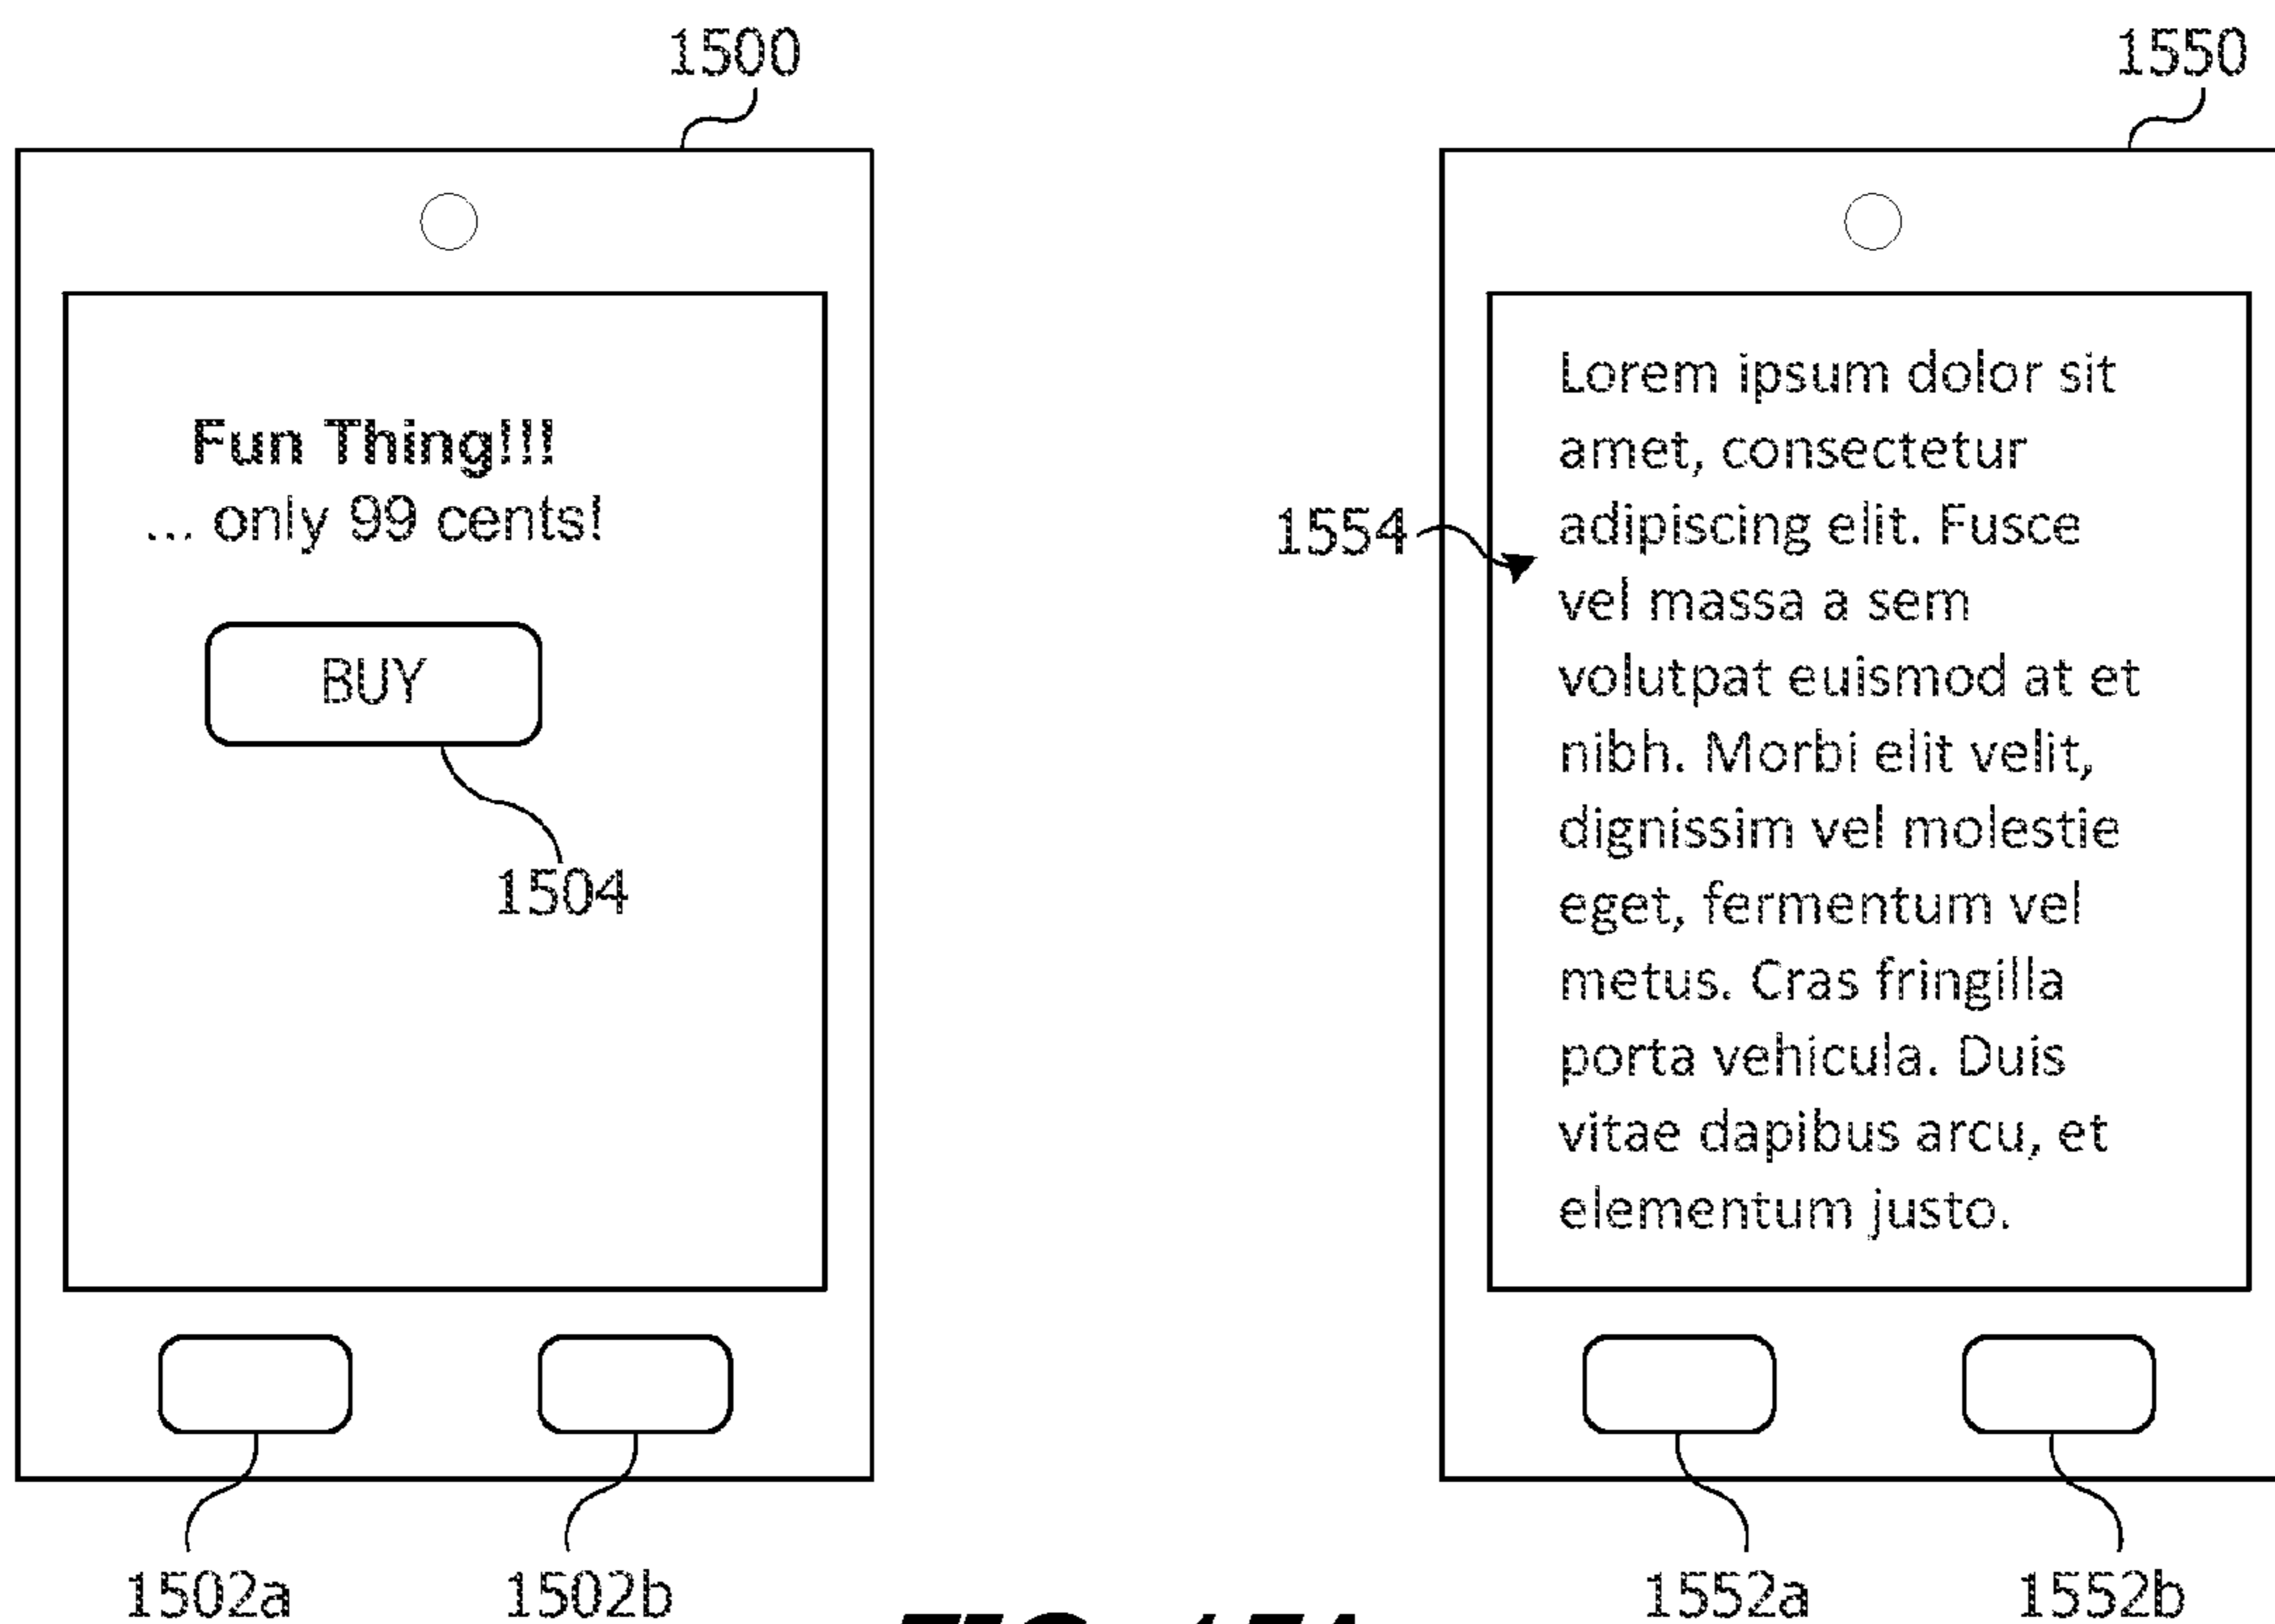 1500
Fun Thing!!!
... only 99 cents!
BUY
1504
1502a
1502b
1550
Lorem ipsum dolor sit
amet, consectetur
adipiscing elit. Fusce
vel massa a sem
volutpat euismod at et
nibh. Morbi elit velit,
dignissim vel molestie
eget, fermentum vel
metus. Cras fringilla
porta vehicula. Duis
vitae dapibus arcu, et
elementum justo.
1554
1552a
1552b